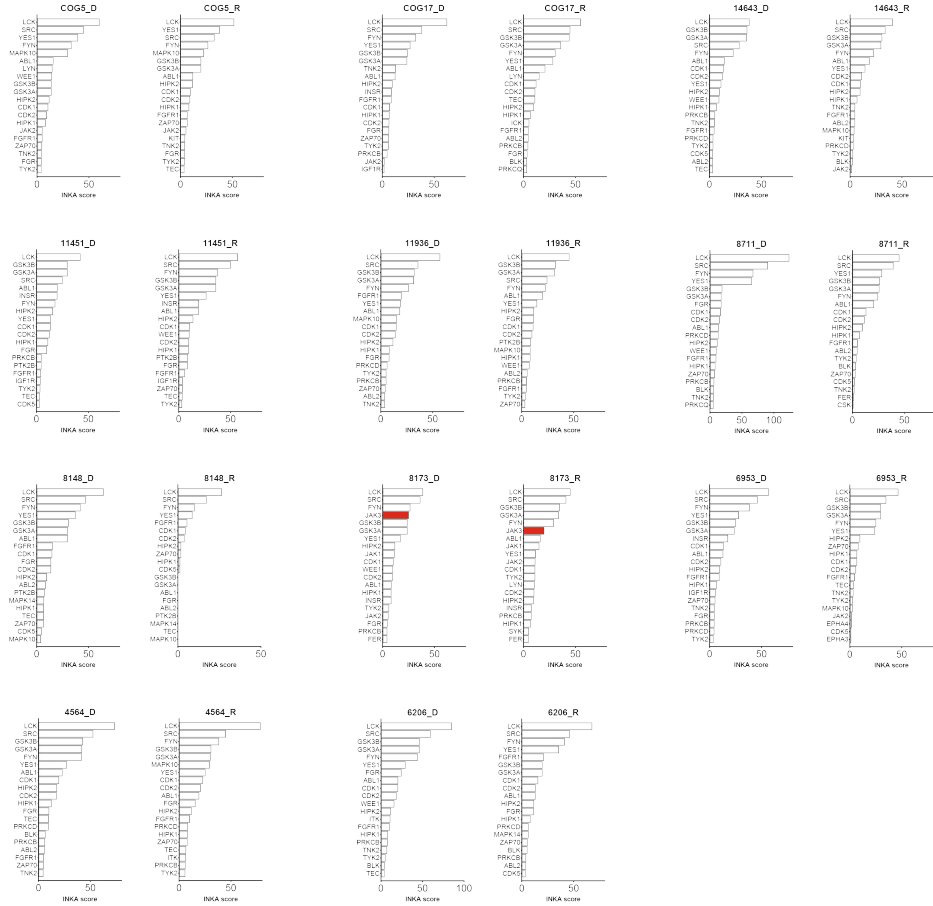 COG5_D
LCK
SRC
YES1
FYN
MAPK10
ABL1
LYN
WEE1
GSK3B
GSK3A
HIPK2
CDK1
CDK2
HIPK1
JAK2
FGFR1
ZAP70
TNK2
FGR
TYK2
0 50
INKA score
COG5_R
LCK
YES1
SRC
FYN
MAPK10
GSK3B
GSK3A
ABL1
HIPK2
CDK1
CDK2
HIPK1
FGFR1
ZAP70
JAK2
KIT
TNK2
FGR
TYK2
TEC
0 50
INKA score
COG17_D
LCK
SRC
FYN
YES1
GSK3B
GSK3A
TNK2
ABL1
HIPK2
INSR
FGFR1
CDK1
HIPK1
CDK2
FGR
ZAP70
TYK2
PRKCB
JAK2
IGF1R
0 50
INKA score
COG17_R
LCK
SRC
GSK3B
GSK3A
FYN
YES1
ABL1
LYN
CDK1
CDK2
TEC
HIPK2
HIPK1
ICK
FGFR1
ABL2
PRKCB
FGR
BLK
PRKCQ
0 50
INKA score
14643_D
LCK
GSK3B
GSK3A
SRC
FYN
ABL1
CDK1
CDK2
YES1
HIPK2
WEE1
HIPK1
PRKCB
TNK2
FGFR1
PRKCD
TYK2
CDK5
ABL2
TEC
0 50
INKA score
14643_R
LCK
SRC
GSK3B
GSK3A
FYN
ABL1
YES1
CDK2
CDK1
HIPK2
HIPK1
TNK2
FGFR1
ABL2
MAPK10
KIT
PRKCD
TYK2
BLK
JAK2
0 50
INKA score
11451_D
LCK
GSK3B
GSK3A
SRC
ABL1
INSR
FYN
HIPK2
YES1
CDK1
CDK2
HIPK1
FGR
PRKCB
PTK2B
FGFR1
IGF1R
TYK2
TEC
CDK5
0 50
INKA score
11451_R
LCK
SRC
FYN
GSK3B
GSK3A
YES1
INSR
ABL1
HIPK2
CDK1
WEE1
CDK2
HIPK1
PTK2B
FGR
FGFR1
IGF1R
ZAP70
TEC
TYK2
0 50
INKA score
11936_D
LCK
SRC
GSK3B
GSK3A
FYN
FGFR1
YES1
ABL1
MAPK10
CDK1
CDK2
HIPK2
HIPK1
FGR
PRKCD
TYK2
PRKCB
ZAP70
ABL2
TNK2
0 50
INKA score
11936_R
LCK
GSK3B
GSK3A
SRC
FYN
ABL1
YES1
HIPK2
FGR
CDK1
CDK2
PTK2B
MAPK10
HIPK1
WEE1
ABL2
PRKCB
FGFR1
TYK2
ZAP70
0 50
INKA score
8711_D
LCK
SRC
FYN
YES1
GSK3B
GSK3A
FGR
CDK1
CDK2
ABL1
PRKCD
HIPK2
WEE1
FGFR1
HIPK1
ZAP70
PRKCB
BLK
TNK2
PRKCQ
0 50 100
INKA score
8711_R
LCK
SRC
YES1
GSK3B
GSK3A
FYN
ABL1
CDK1
CDK2
HIPK2
HIPK1
FGFR1
ABL2
TYK2
BLK
ZAP70
CDK5
TNK2
FER
CSK
0 50
INKA score
8148_D
LCK
SRC
FYN
YES1
GSK3B
GSK3A
ABL1
FGFR1
CDK1
FGR
CDK2
HIPK2
ABL2
PTK2B
MAPK14
HIPK1
TEC
ZAP70
CDK5
MAPK10
0 50
INKA score
8148_R
LCK
SRC
FYN
YES1
FGFR1
CDK1
CDK2
HIPK2
ZAP70
HIPK1
CDK5
GSK3B
GSK3A
ABL1
FGR
ABL2
PTK2B
MAPK14
TEC
MAPK10
0 50
INKA score
8173_D
LCK
SRC
FYN
JAK3
GSK3B
GSK3A
YES1
HIPK2
JAK1
CDK1
WEE1
CDK2
ABL1
HIPK1
INSR
TYK2
JAK2
FGR
PRKCB
FER
0 50
INKA score
8173_R
LCK
SRC
GSK3B
GSK3A
FYN
JAK3
ABL1
JAK1
YES1
JAK2
CDK1
TYK2
LYN
CDK2
HIPK2
INSR
PRKCB
HIPK1
SYK
FER
0 50
INKA score
6953_D
LCK
SRC
FYN
YES1
GSK3B
GSK3A
INSR
CDK1
ABL1
CDK2
HIPK2
FGFR1
HIPK1
IGF1R
ZAP70
TNK2
FGR
PRKCB
PRKCD
TYK2
0 50
INKA score
6953_R
LCK
SRC
GSK3B
GSK3A
FYN
YES1
HIPK2
ZAP70
HIPK1
CDK1
CDK2
FGFR1
TEC
TNK2
TYK2
MAPK10
JAK2
EPHA4
CDK5
EPHA3
0 50
INKA score
4564_D
LCK
SRC
GSK3B
GSK3A
FYN
YES1
ABL1
CDK1
HIPK2
CDK2
HIPK1
FGR
TEC
PRKCD
BLK
PRKCB
ABL2
FGFR1
ZAP70
TNK2
0 50
INKA score
4564_R
LCK
SRC
FYN
GSK3B
GSK3A
MAPK10
YES1
CDK1
CDK2
ABL1
FGR
HIPK2
FGFR1
PRKCD
HIPK1
ZAP70
TEC
ITK
PRKCB
TYK2
0 50
INKA score
6206_D
LCK
SRC
GSK3B
GSK3A
FYN
YES1
FGR
ABL1
CDK1
CDK2
WEE1
HIPK2
ITK
FGFR1
HIPK1
PRKCB
TNK2
TYK2
BLK
TEC
0 50 100
INKA score
6206_R
LCK
SRC
FYN
YES1
FGFR1
GSK3B
GSK3A
CDK1
CDK2
ABL1
HIPK2
FGR
HIPK1
PRKCD
MAPK14
ZAP70
BLK
PRKCB
ABL2
CDK5
0 50
INKA score